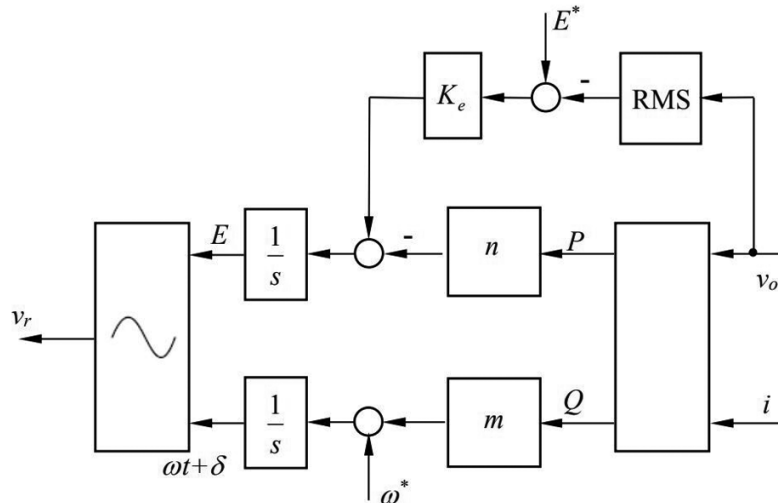 E*
K_e
-
RMS
E
1/s
-
n
P
v_o
v_r
1/s
m
Q
i
ωt+δ
ω*